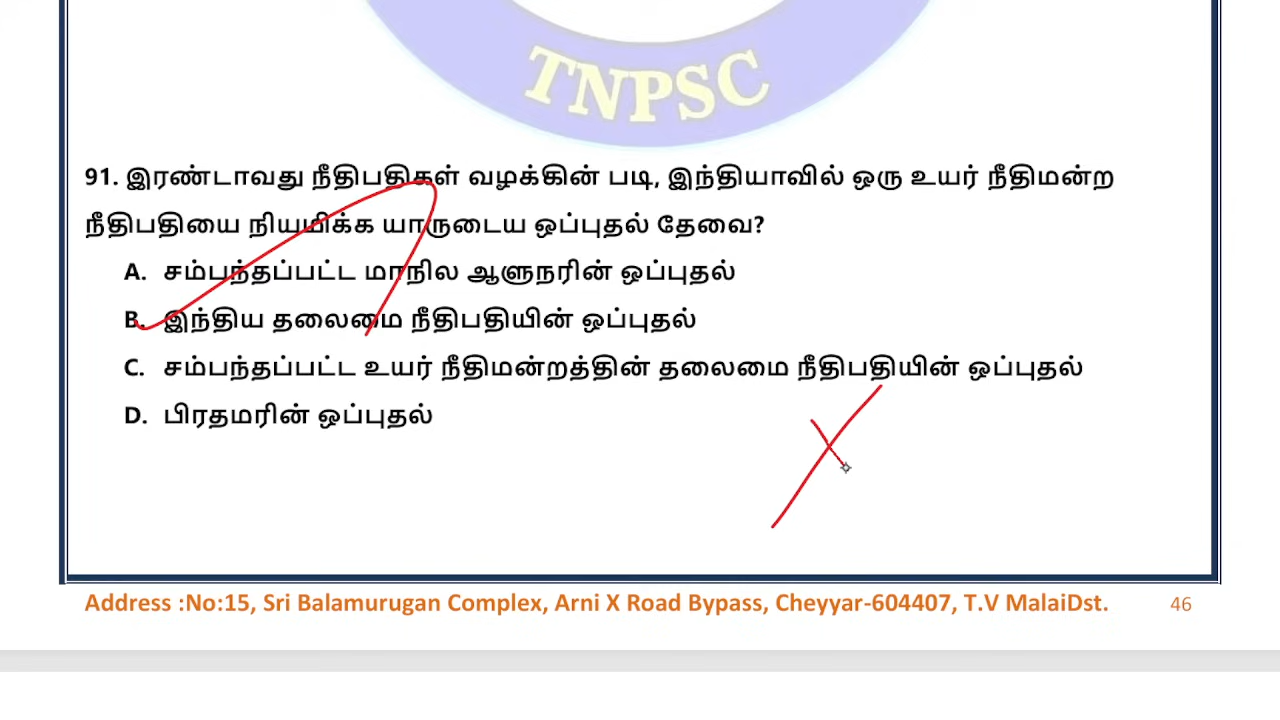 TNPSC
91. இரண்டாவது நீதிபதிகள் வழக்கின் படி, இந்தியாவில் ஒரு உயர் நீதிமன்ற
நீதிபதியை நியமிக்க யாருடைய ஒப்புதல் தேவை?
A. சம்பந்தப்பட்ட மாநில ஆளுநரின் ஒப்புதல்
B. இந்திய தலைமை நீதிபதியின் ஒப்புதல்
C. சம்பந்தப்பட்ட உயர் நீதிமன்றத்தின் தலைமை நீதிபதியின் ஒப்புதல்
D. பிரதமரின் ஒப்புதல்
Address :No:15, Sri Balamurugan Complex, Arni X Road Bypass, Cheyyar-604407, T.V MalaiDst. 46